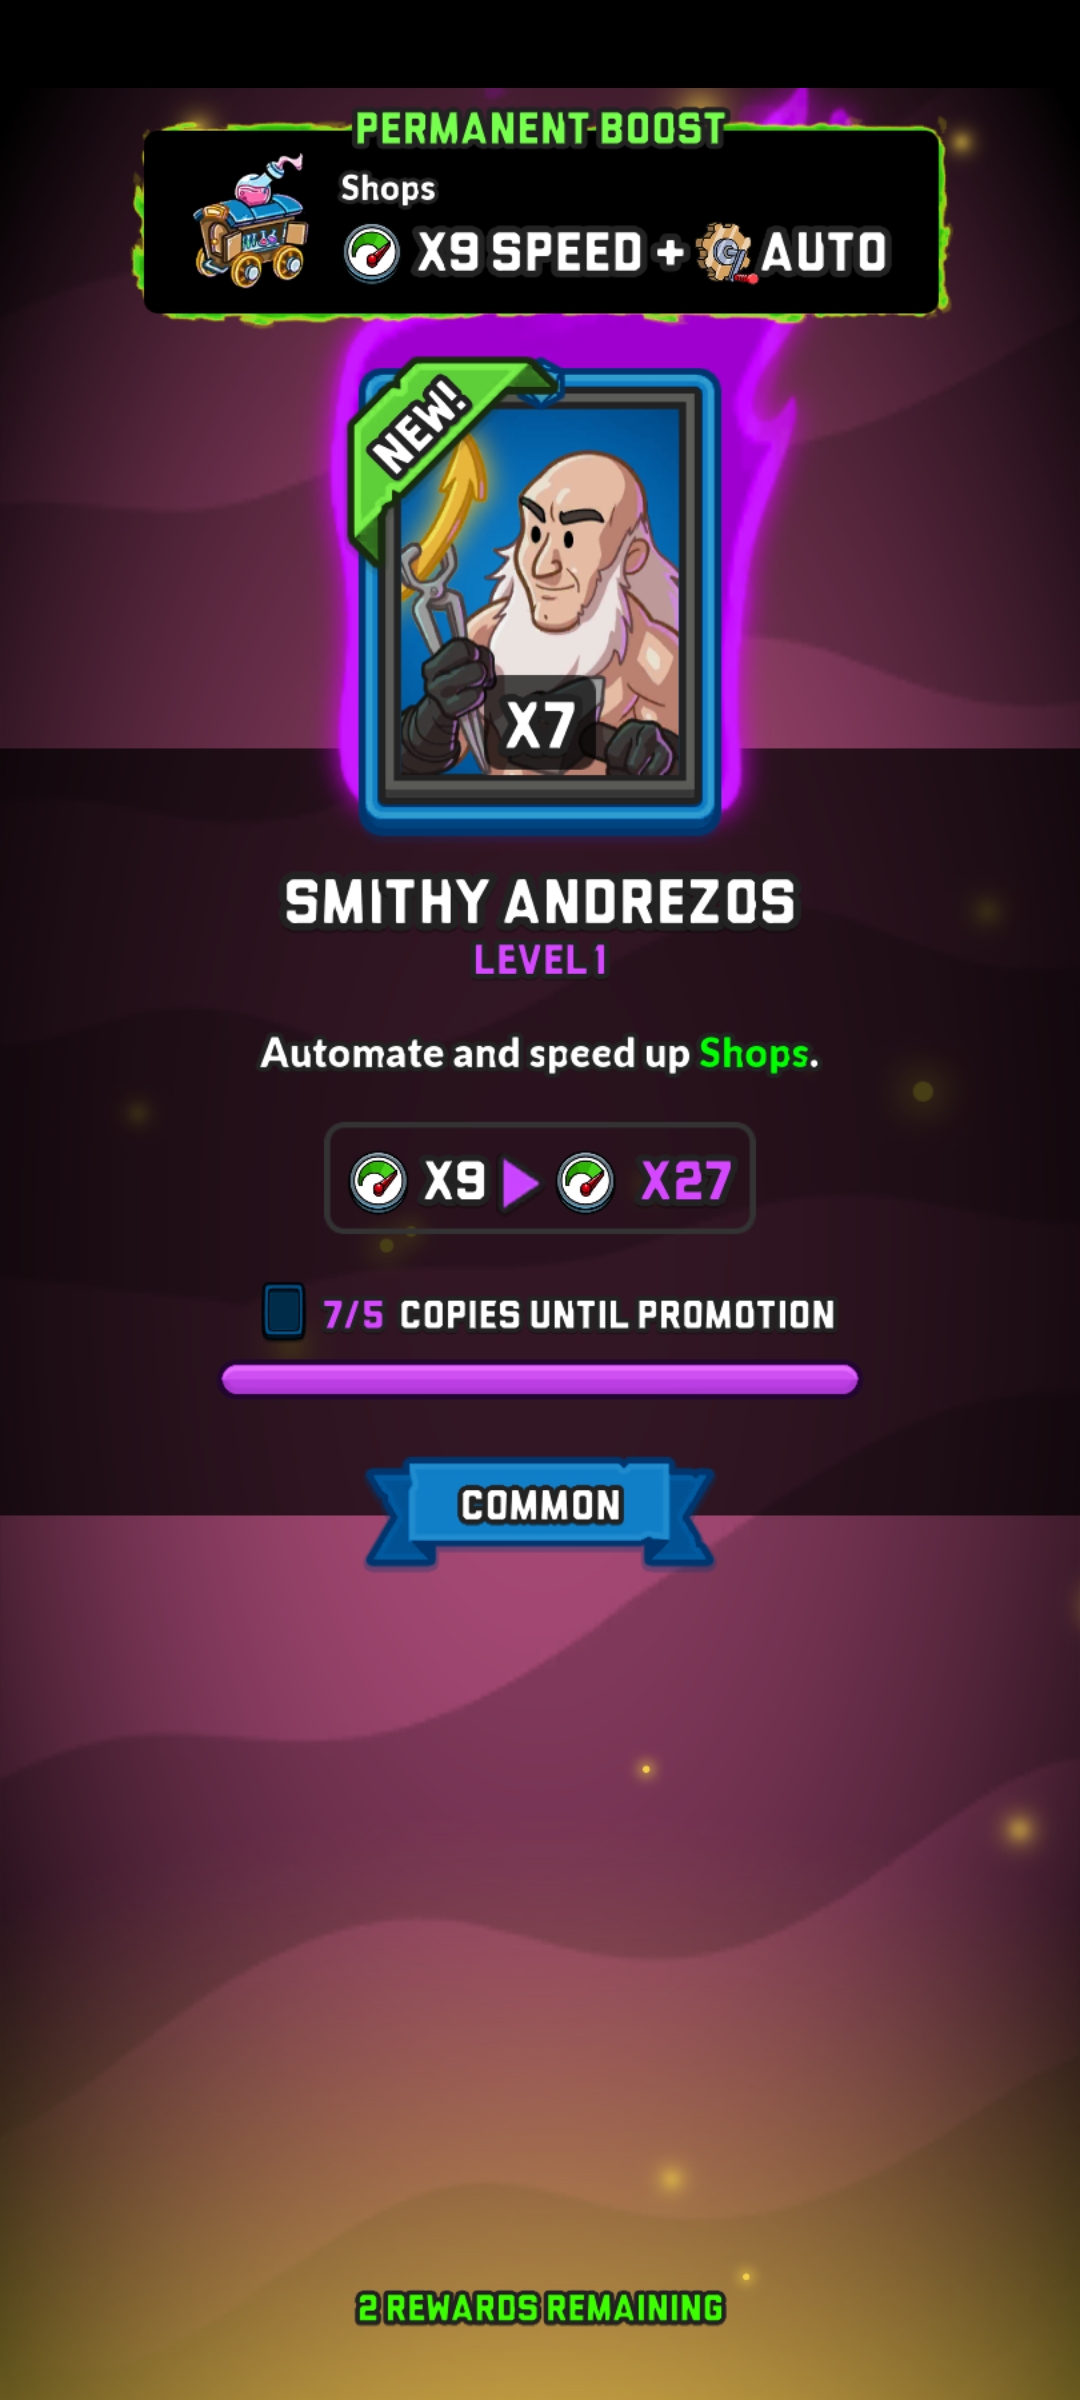 PERMANENT BOOST
Shops
X9 SPEED + AUTO
NEW!
X7
SMITHY ANDREZOS
LEVEL 1
Automate and speed up Shops.
X9 X27
7/5 COPIES UNTIL PROMOTION
COMMON
2 REWARDS REMAINING